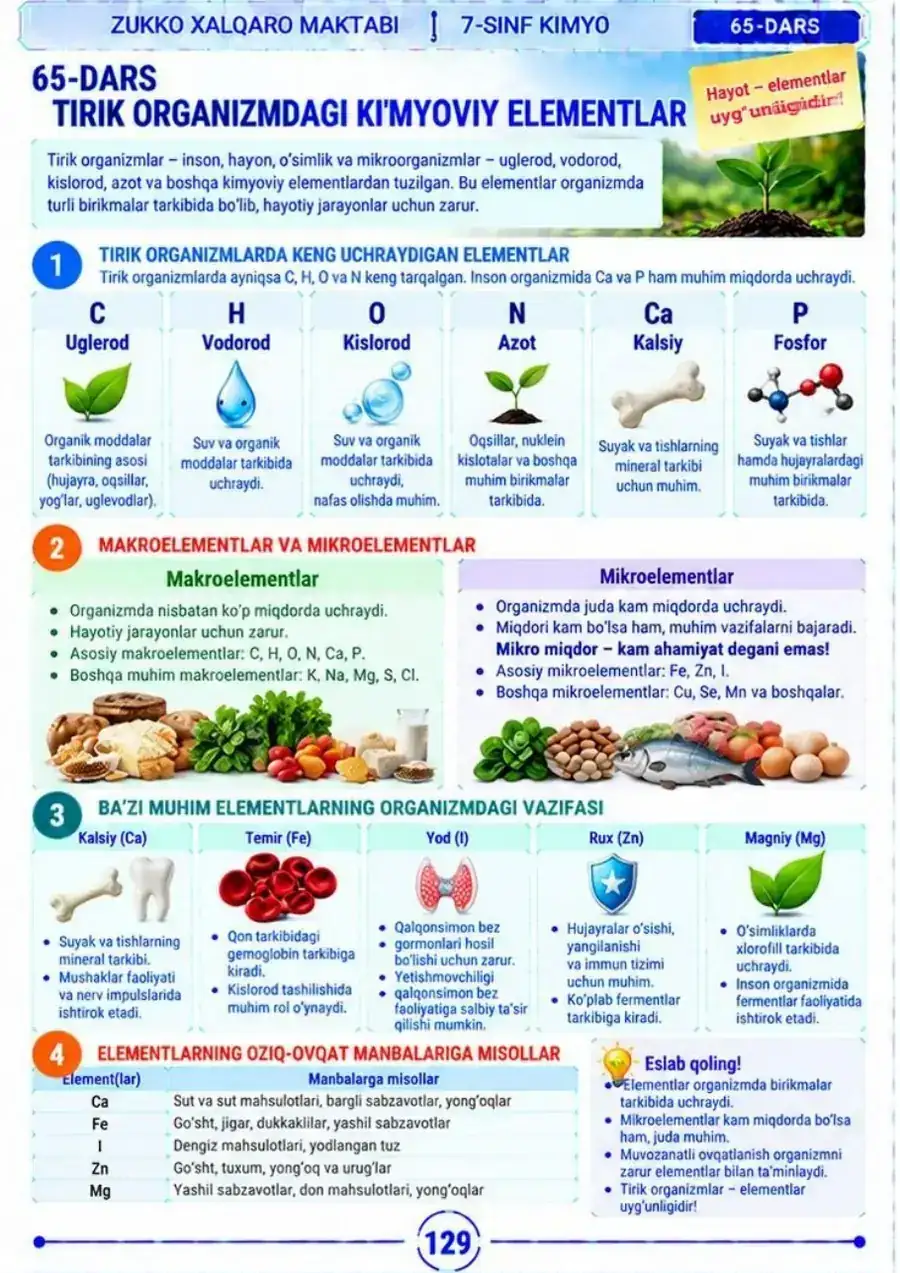 ZUKKO XALQARO MAKTABI
7-SINF KIMYO
65-DARS
65-DARS
TIRIK ORGANIZMDAGI KI'MYOVIY ELEMENTLAR
Hayot – elementlar
Tirik organizmlar – inson, hayon, o'simlik va mikroorganizmlar – uglerod, vodorod,
kislorod, azot va boshqa kimyoviy elementlardan tuzilgan. Bu elementlar organizmda
turli birikmalar tarkibida bo'lib, hayotiy jarayonlar uchun zarur.
1
TIRIK ORGANIZMLARDA KENG UCHRAYDIGAN ELEMENTLAR
Tirik organizmlarda ayniqsa C, H, O va N keng tarqalgan. Inson organizmida Ca va P ham muhim miqdorda uchraydi.
C
Uglerod
Organik moddalar
tarkibining asosi
(hujayra, oqsillar,
yog'lar, uglevodlar).
H
Vodorod
Suv va organik
moddalar tarkibida
uchraydi.
O
Kislorod
Suv va organik
moddalar tarkibida
uchraydi,
nafas olishda muhim.
N
Azot
Oqsillar, nuklein
kislotalar va boshqa
muhim birikmalar
tarkibida.
Ca
Kalsiy
Suyak va tishlarning
mineral tarkibi
uchun muhim.
P
Fosfor
Suyak va tishlar
hamda hujayralardagi
muhim birikmalar
tarkibida.
2
MAKROELEMENTLAR VA MIKROELEMENTLAR
Makroelementlar
• Organizmda nisbatan ko'p miqdorda uchraydi.
• Hayotiy jarayonlar uchun zarur.
• Asosiy makroelementlar: C, H, O, N, Ca, P.
• Boshqa muhim makroelementlar: K, Na, Mg, S, Cl.
Mikroelementlar
• Organizmda juda kam miqdorda uchraydi.
• Miqdori kam bo'lsa ham, muhim vazifalarni bajaradi.
Mikro miqdor – kam ahamiyat degani emas!
• Asosiy mikroelementlar: Fe, Zn, I.
• Boshqa mikroelementlar: Cu, Se, Mn va boshqalar.
3
BA'ZI MUHIM ELEMENTLARNING ORGANIZMDAGI VAZIFASI
Kalsiy (Ca)
• Suyak va tishlarning
mineral tarkibi.
• Mushaklar faoliyati
va nerv impulslarida
ishtirok etadi.
Temir (Fe)
• Qon tarkibidagi
gemoglobin tarkibiga
kiradi.
• Kislorod tashilishida
muhim rol o'ynaydi.
Yod (I)
• Qalqonsimon bez
• gormonlari hosil
bo'lishi uchun zarur.
• Yetishmovchiligi
• qalqonsimon bez
faoliyatiga salbiy ta'sir
qilishi mumkin.
Rux (Zn)
• Hujayralar o'sishi,
yangilanishi
va immun tizimi
uchun muhim.
• Ko'plab fermentlar
tarkibiga kiradi.
Magniy (Mg)
• O'simliklarda
xlorofill tarkibida
uchraydi.
• Inson organizmida
fermentlar faoliyatida
ishtirok etadi.
4
ELEMENTLARNING OZIQ-OVQAT MANBALARIGA MISOLLAR
Element(lar) Manbalarga misollar
Ca Sut va sut mahsulotlari, bargli sabzavotlar, yong'oqlar
Fe Go'sht, jigar, dukkaklilar, yashil sabzavotlar
I Dengiz mahsulotlari, yodlangan tuz
Zn Go'sht, tuxum, yong'oq va urug'lar
Mg Yashil sabzavotlar, don mahsulotlari, yong'oqlar
Eslab qoling!
• Elementlar organizmda birikmalar
tarkibida uchraydi.
• Mikroelementlar kam miqdorda bo'lsa
ham, juda muhim.
• Muvozanatli ovqatlanish organizmni
zarur elementlar bilan ta'minlaydi.
• Tirik organizmlar – elementlar
uyg'unligidir!
129